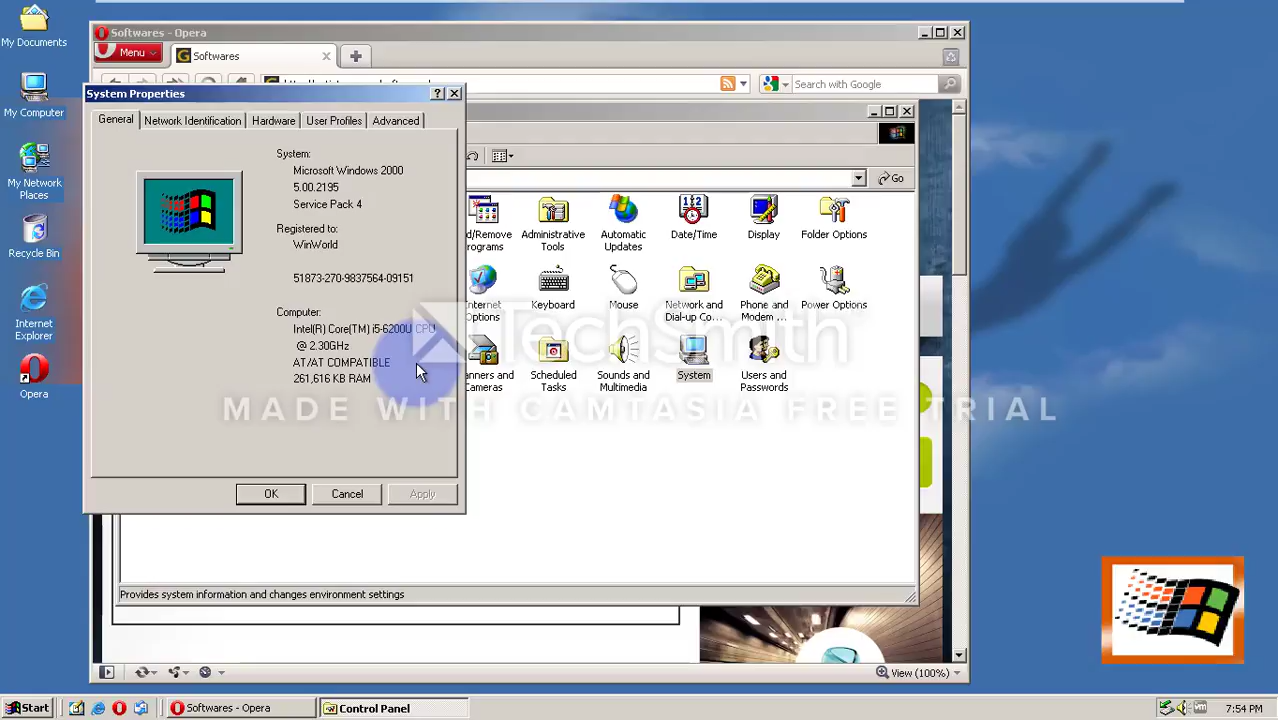 My Documents
My Computer
My Network
Places
Recycle Bin
Internet
Explorer
Opera
Softwares - Opera
Menu
Softwares
Search with Google
System Properties
General
Network Identification
Hardware
User Profiles
Advanced
System:
Microsoft Windows 2000
5.00.2195
Service Pack 4
Registered to:
WinWorld
51873-270-9837564-09151
Computer:
Intel(R) Core(TM) i5-6200U CPU
@ 2.30GHz
AT/AT COMPATIBLE
261,616 KB RAM
OK
Cancel
Apply
Go
Administrative
Tools
Automatic
Updates
Date/Time
Display
Folder Options
Options
Keyboard
Mouse
Network and
Dial-up Co...
Phone and
Modem ...
Power Options
Cameras
Scheduled
Tasks
Sounds and
Multimedia
System
Users and
Passwords
TechSmith
MADE WITH CAMTASIA FREE TRIAL
Provides system information and changes environment settings
View (100%)
Start
Softwares - Opera
Control Panel
7:54 PM